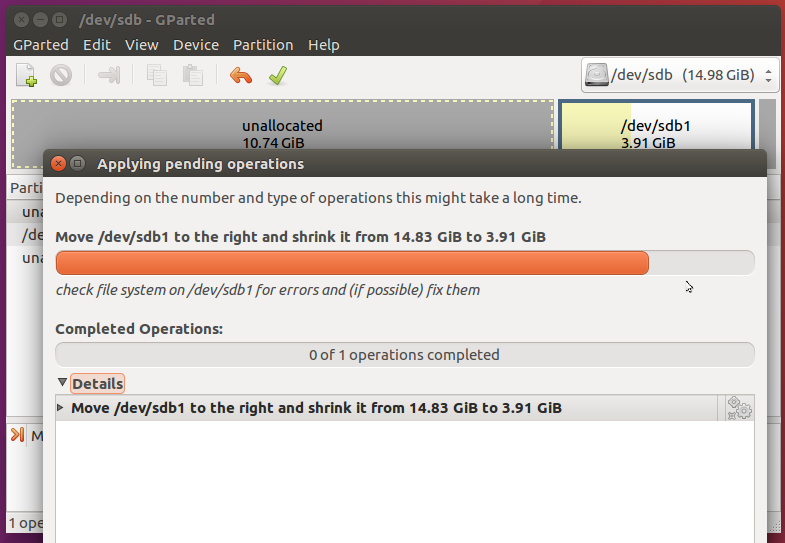 /dev/sdb - GParted
GParted Edit View Device Partition Help
/dev/sdb (14.98 GiB)
unallocated
10.74 GiB
/dev/sdb1
3.91 GiB
Applying pending operations
Depending on the number and type of operations this might take a long time.
Move /dev/sdb1 to the right and shrink it from 14.83 GiB to 3.91 GiB
check file system on /dev/sdb1 for errors and (if possible) fix them
Completed Operations:
0 of 1 operations completed
Details
Move /dev/sdb1 to the right and shrink it from 14.83 GiB to 3.91 GiB
Parti
una
/de
una
M
1 ope